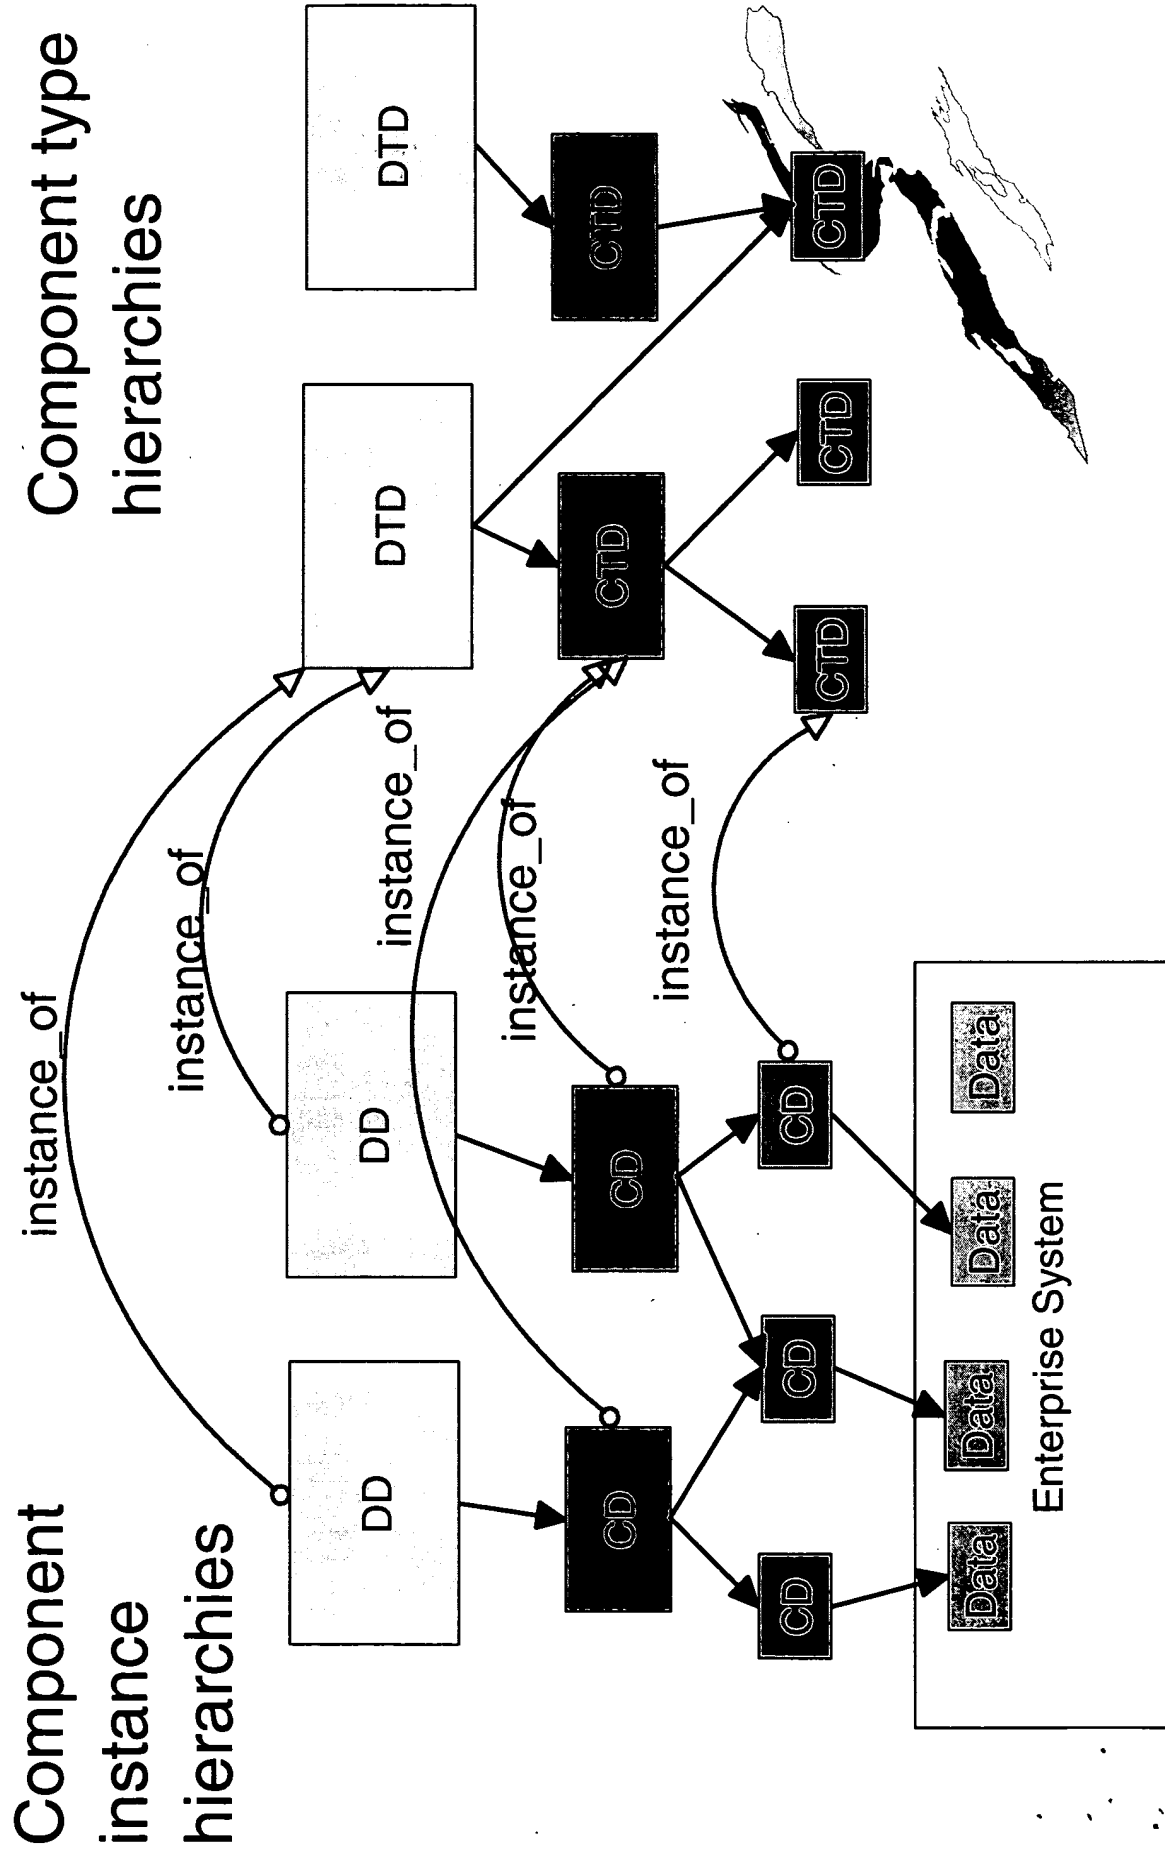 Component
instance
hierarchies
Component type
hierarchies
instance_of
instance_of
instance_of
instance_of
instance_of
DD
DD
DTD
DTD
CD
CD
CTD
CTD
CD
CD
CD
CTD
CTD
CTD
Data
Data
Data
Data
Enterprise System